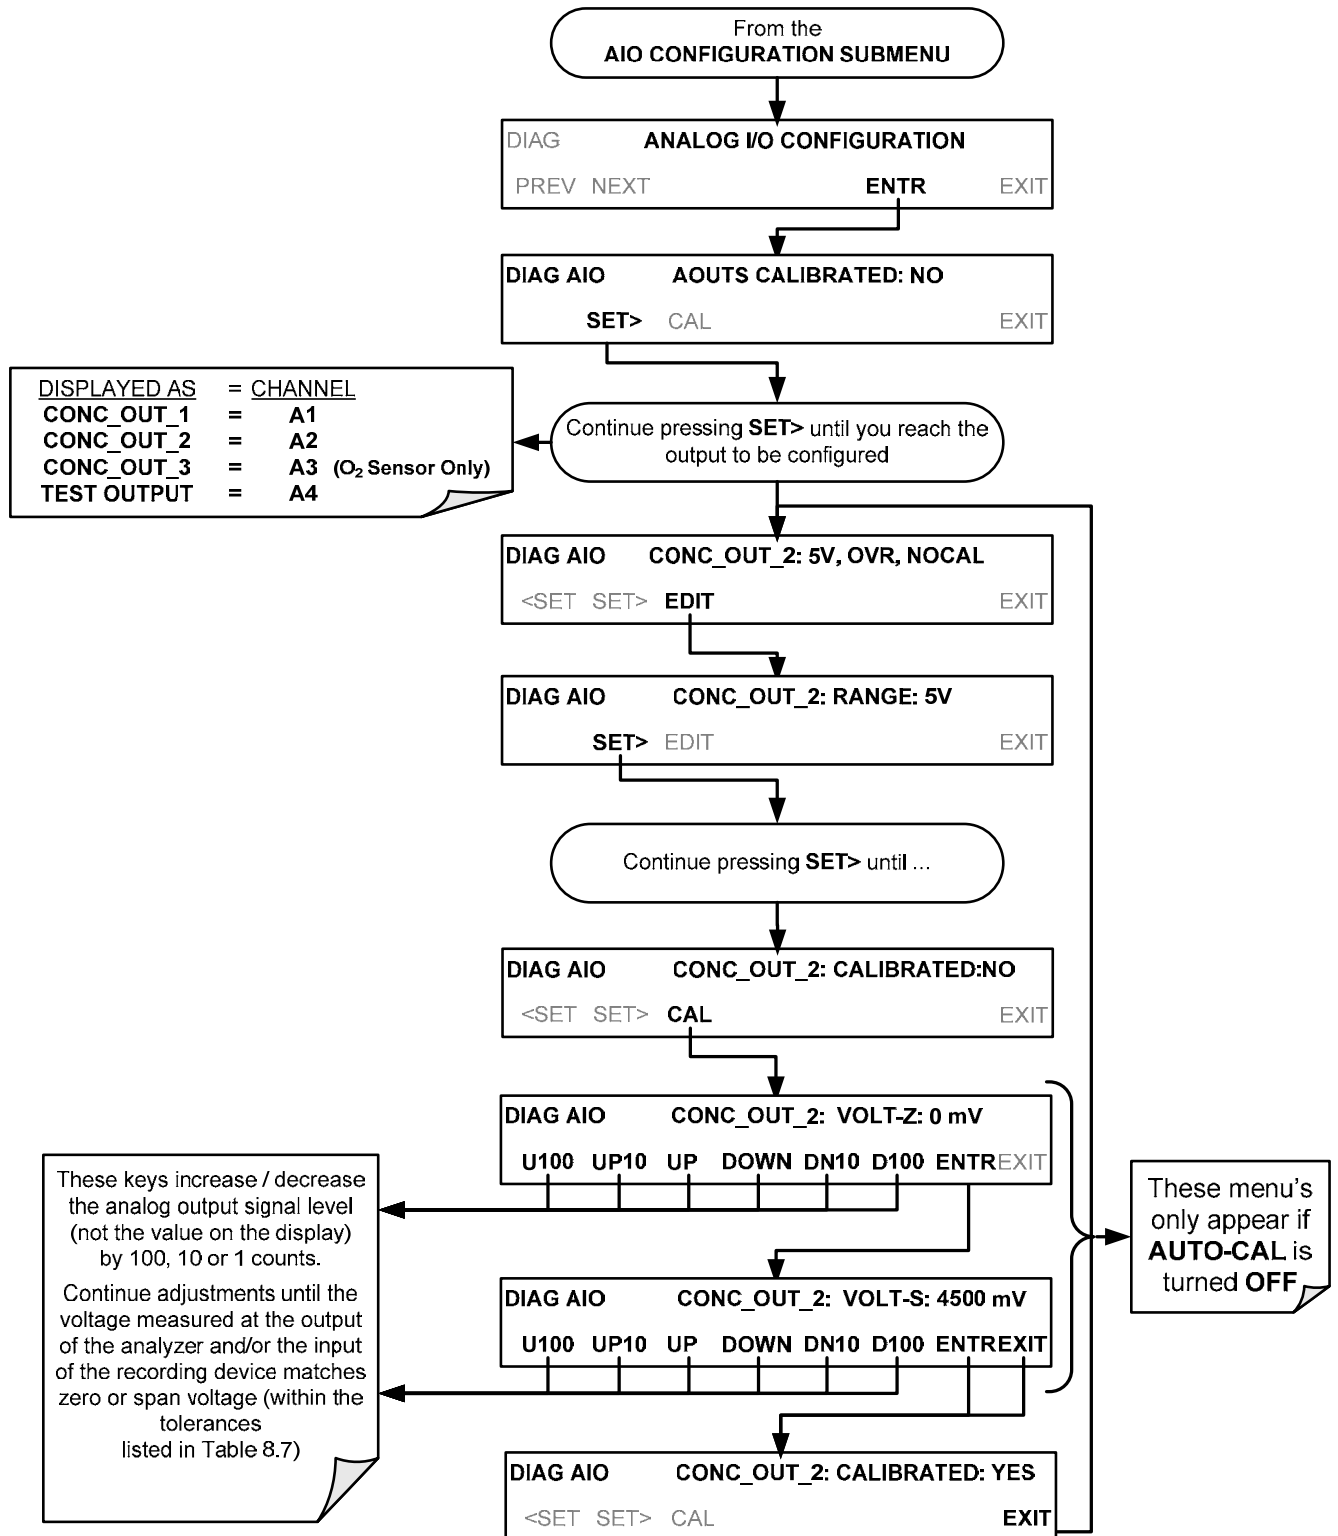 From the
AIO CONFIGURATION SUBMENU
DIAG ANALOG I/O CONFIGURATION
PREV NEXT ENTR EXIT
DIAG AIO AOUTS CALIBRATED: NO
SET> CAL EXIT
DISPLAYED AS = CHANNEL
CONC_OUT_1 = A1
CONC_OUT_2 = A2
CONC_OUT_3 = A3 (O₂ Sensor Only)
TEST OUTPUT = A4
Continue pressing SET> until you reach the
output to be configured
DIAG AIO CONC_OUT_2: 5V, OVR, NOCAL
<SET SET> EDIT EXIT
DIAG AIO CONC_OUT_2: RANGE: 5V
SET> EDIT EXIT
Continue pressing SET> until ...
DIAG AIO CONC_OUT_2: CALIBRATED:NO
<SET SET> CAL EXIT
DIAG AIO CONC_OUT_2: VOLT-Z: 0 mV
U100 UP10 UP DOWN DN10 D100 ENTR EXIT
These keys increase / decrease
the analog output signal level
(not the value on the display)
by 100, 10 or 1 counts.
Continue adjustments until the
voltage measured at the output
of the analyzer and/or the input
of the recording device matches
zero or span voltage (within the
tolerances
listed in Table 8.7)
These menu's
only appear if
AUTO-CAL is
turned OFF
DIAG AIO CONC_OUT_2: VOLT-S: 4500 mV
U100 UP10 UP DOWN DN10 D100 ENTR EXIT
DIAG AIO CONC_OUT_2: CALIBRATED: YES
<SET SET> CAL EXIT